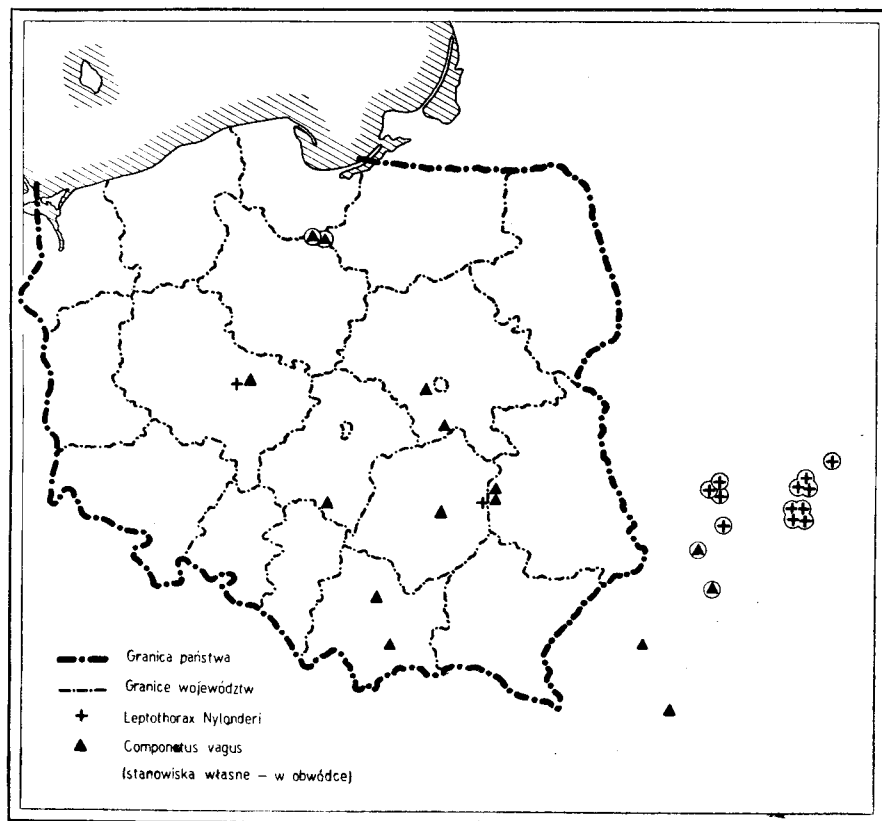 Granica państwa
Granice województw
Leptothorax Nylanderi
Componotus vagus
(stanowiska własne – w obwódce)